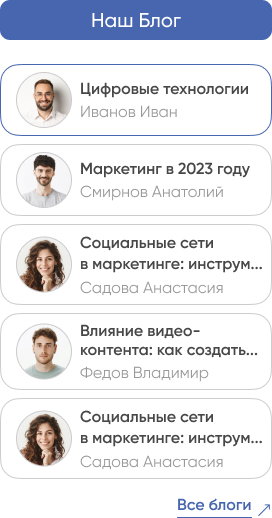 Наш Блог
Цифровые технологии
Иванов Иван
Маркетинг в 2023 году
Смирнов Анатолий
Социальные сети
в маркетинге: инструм...
Садова Анастасия
Влияние видео-
контента: как создать...
Федов Владимир
Социальные сети
в маркетинге: инструм...
Садова Анастасия
Все блоги